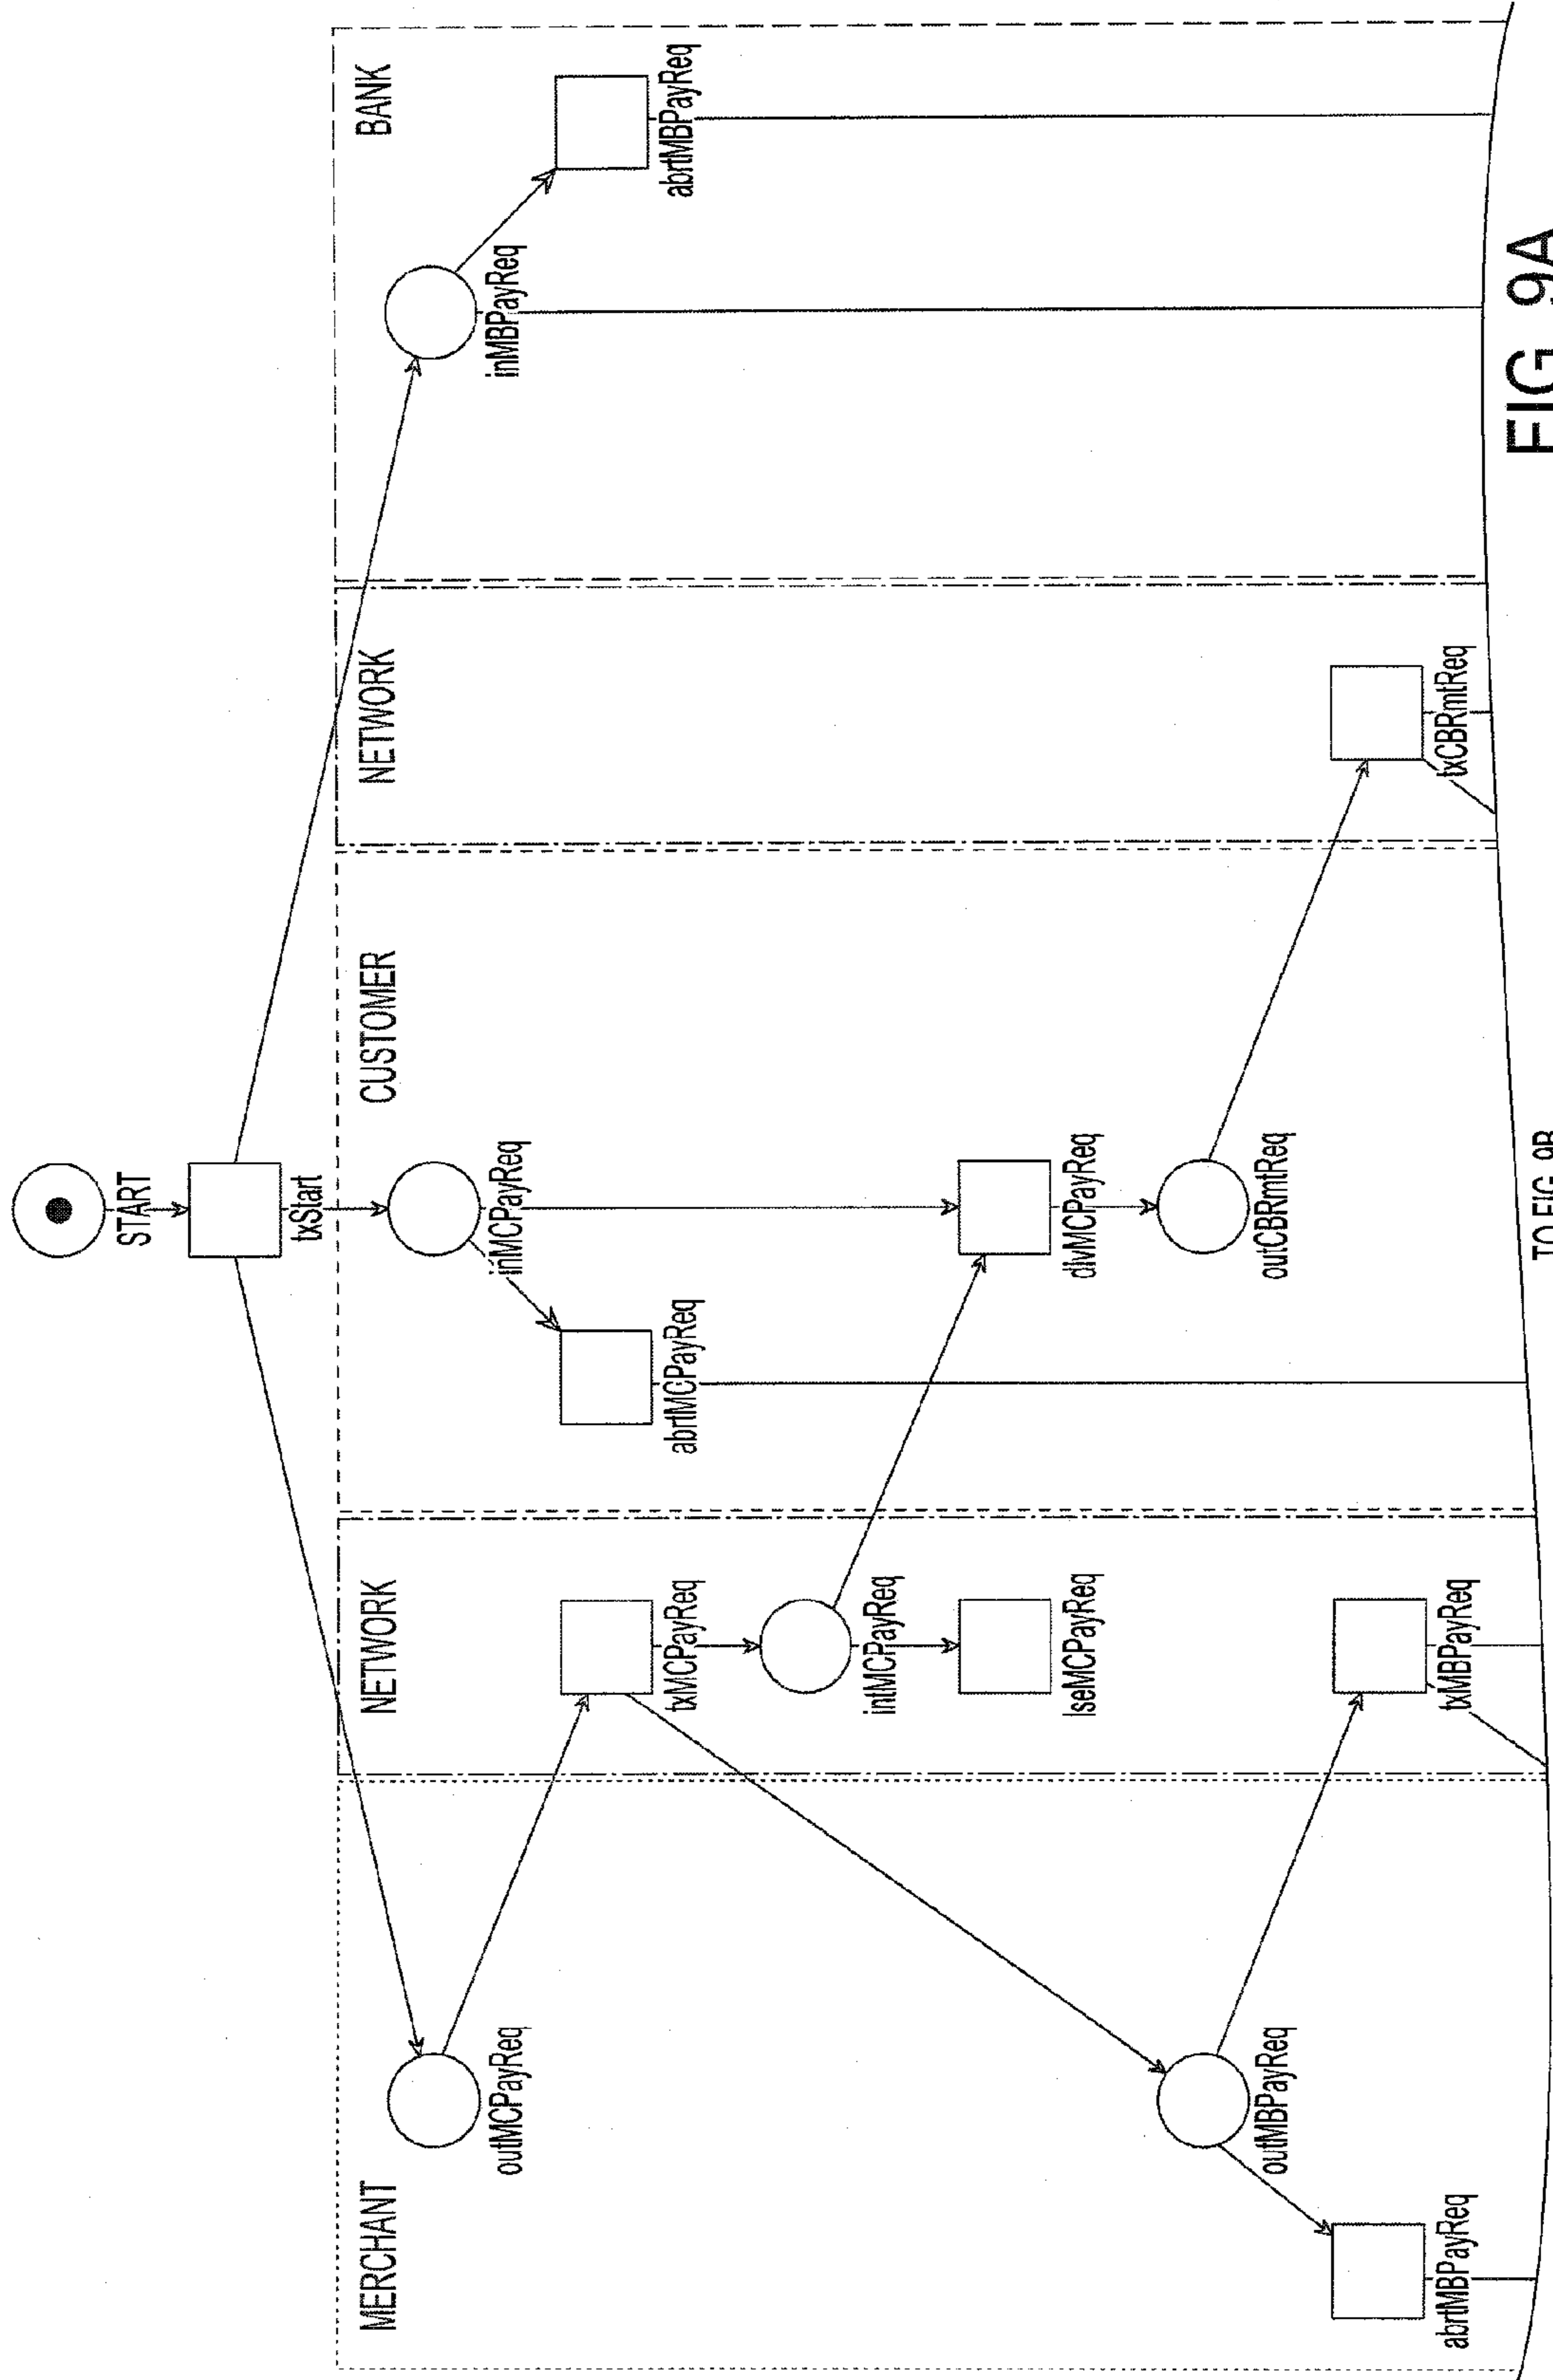 START
txStart
MERCHANT
NETWORK
CUSTOMER
NETWORK
BANK
outMCPayReq
inMCPayReq
inMBPayReq
txMCPayReq
abrtMCPayReq
abrtMBPayReq
intMCPayReq
lseMCPayReq
dlvMCPayReq
outMBPayReq
outCBRmtReq
abrtMBPayReq
txMBPayReq
txCBRmtReq
TO FIG. 9B
FIG. 9A